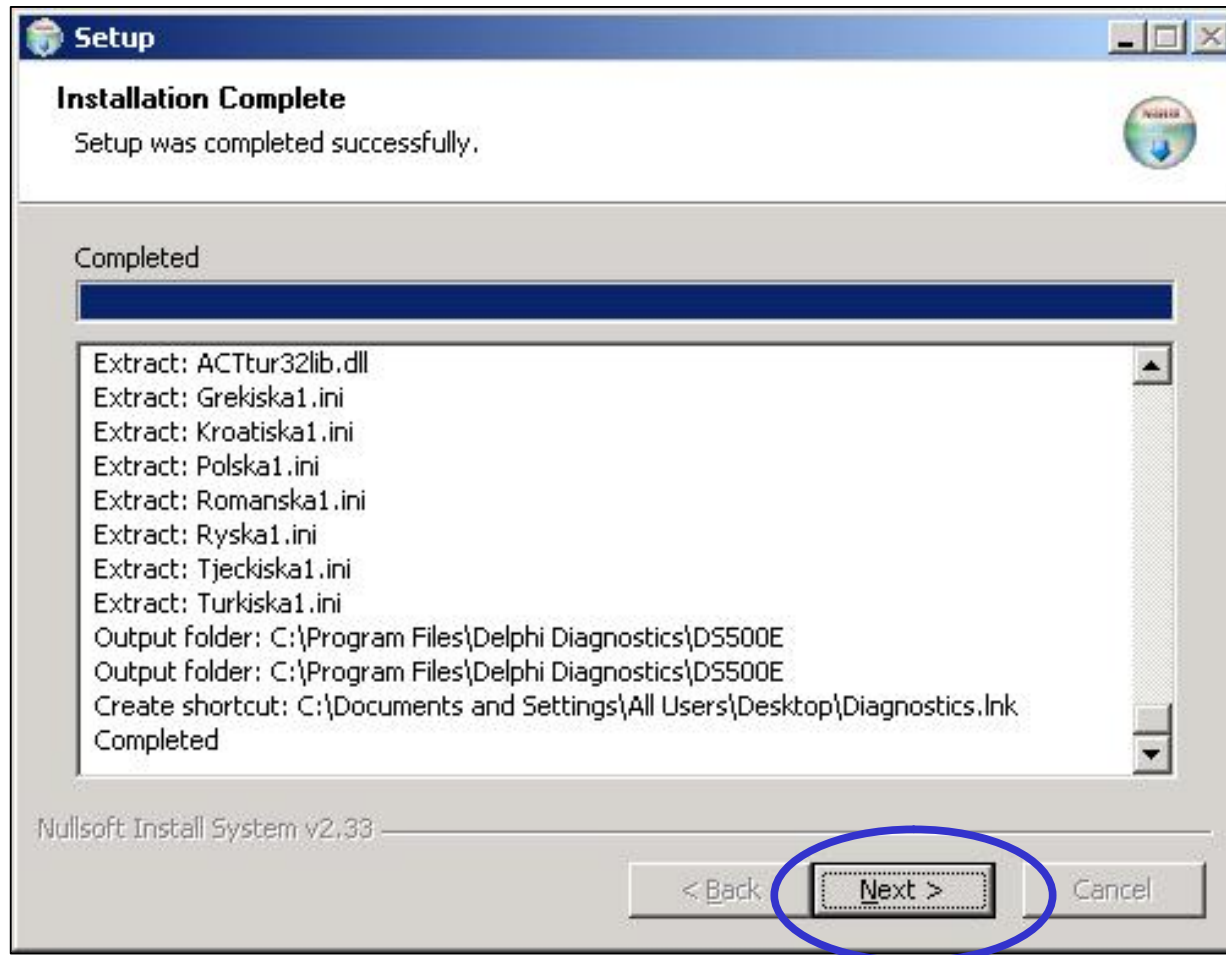 Setup
Installation Complete
Setup was completed successfully.
Completed
Extract: ACTtur32lib.dll
Extract: Grekiska1.ini
Extract: Kroatiska1.ini
Extract: Polska1.ini
Extract: Romanska1.ini
Extract: Ryska1.ini
Extract: Tjeckiska1.ini
Extract: Turkiska1.ini
Output folder: C:\Program Files\Delphi Diagnostics\DS500E
Output folder: C:\Program Files\Delphi Diagnostics\DS500E
Create shortcut: C:\Documents and Settings\All Users\Desktop\Diagnostics.lnk
Completed
Nullsoft Install System v2.33
< Back Next > Cancel